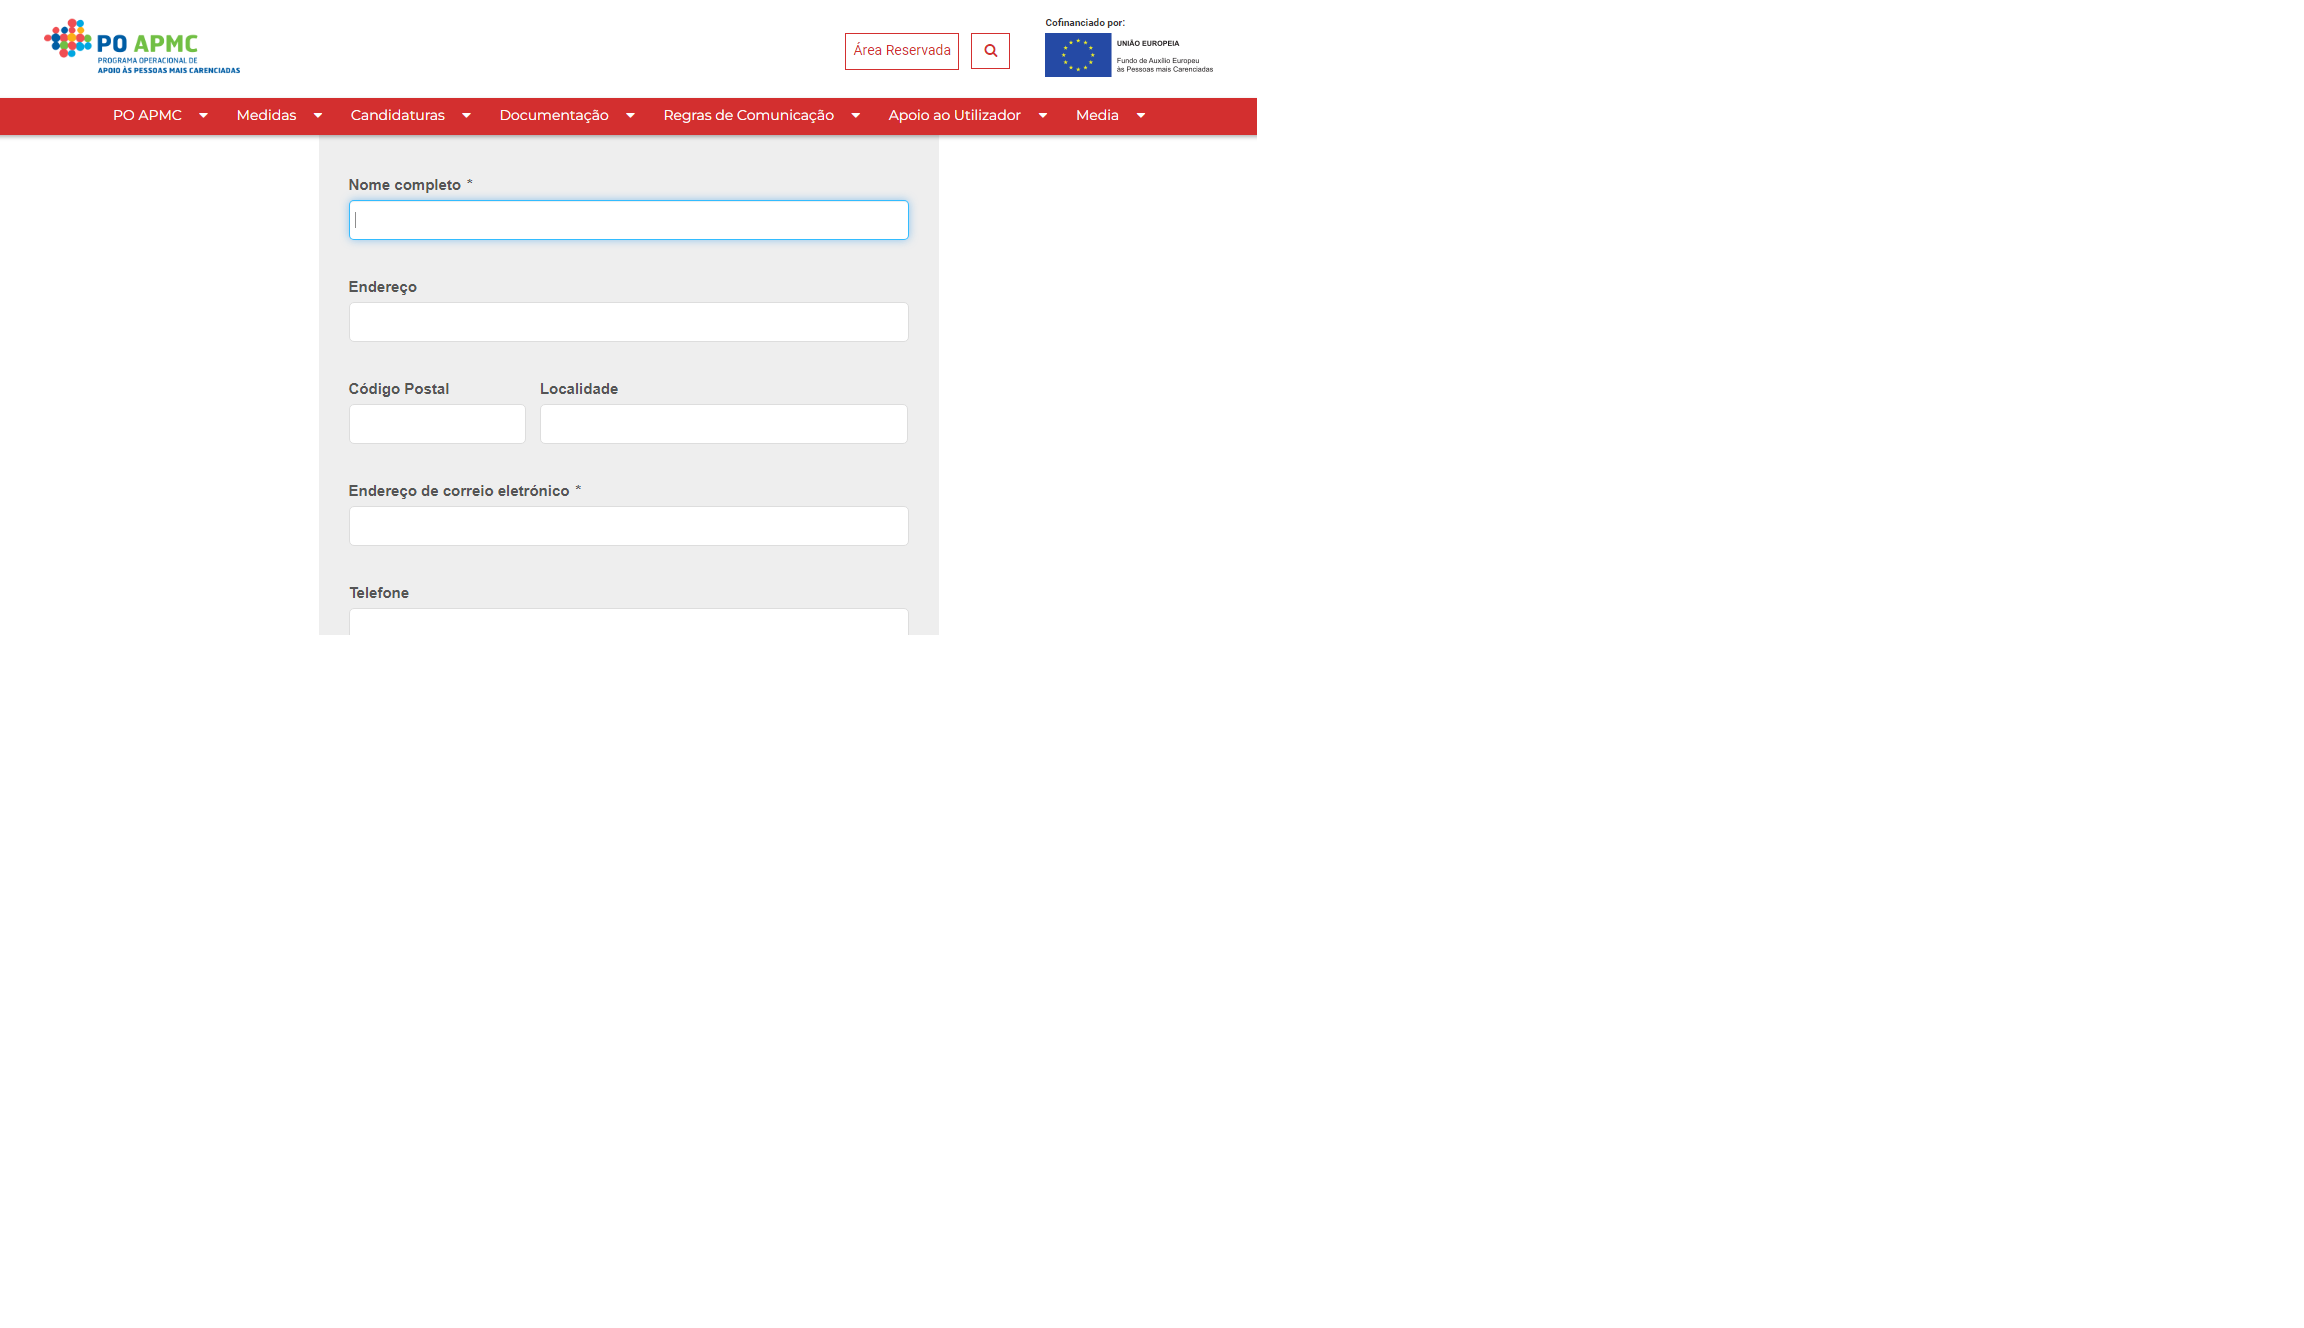 PO APMC
PROGRAMA OPERACIONAL DE
APOIO ÀS PESSOAS MAIS CARENCIADAS
Área Reservada
Cofinanciado por:
UNIÃO EUROPEIA
Fundo de Auxílio Europeu
às Pessoas mais Carenciadas
PO APMC Medidas Candidaturas Documentação Regras de Comunicação Apoio ao Utilizador Media
Nome completo *
Endereço
Código Postal Localidade
Endereço de correio eletrónico *
Telefone